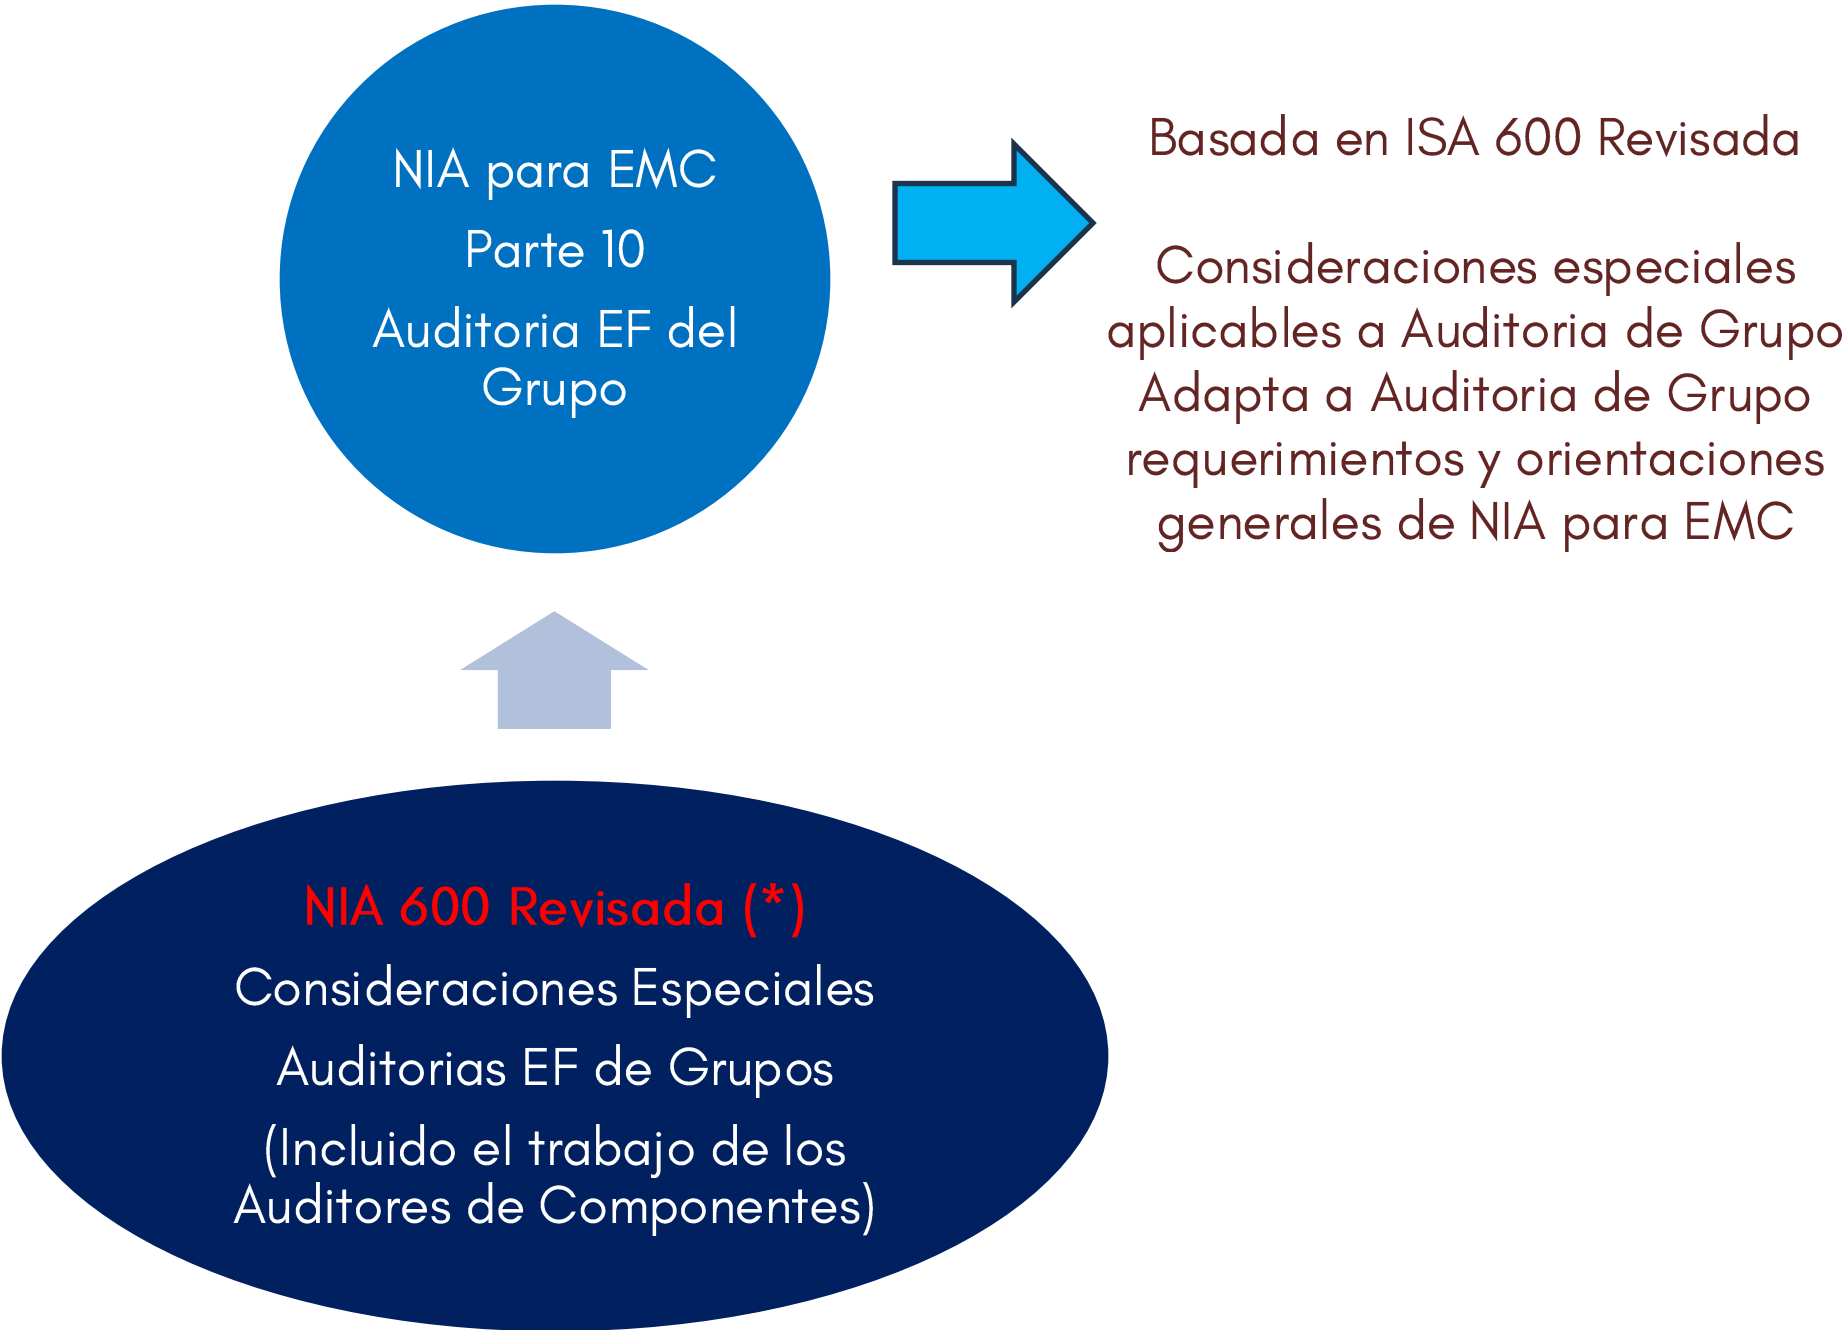 NIA para EMC
Parte 10
Auditoria EF del
Grupo
Basada en ISA 600 Revisada
Consideraciones especiales
aplicables a Auditoria de Grupo
Adapta a Auditoria de Grupo
requerimientos y orientaciones
generales de NIA para EMC
NIA 600 Revisada (*)
Consideraciones Especiales
Auditorias EF de Grupos
(Incluido el trabajo de los
Auditores de Componentes)